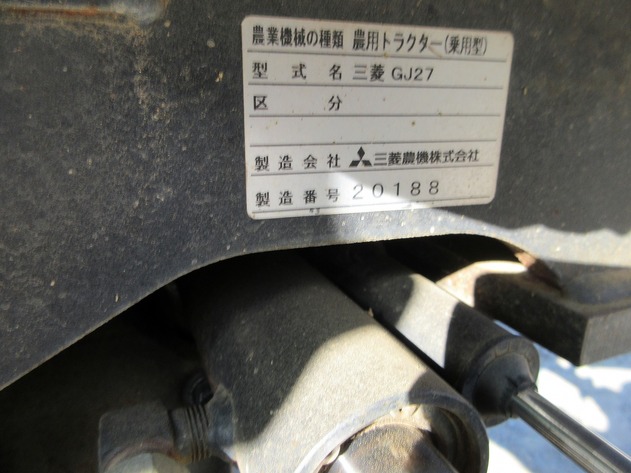 農業機械の種類 農用トラクター(乗用型)
型式名 三菱 GJ27
区分
製造会社 三菱農機株式会社
製造番号 20188